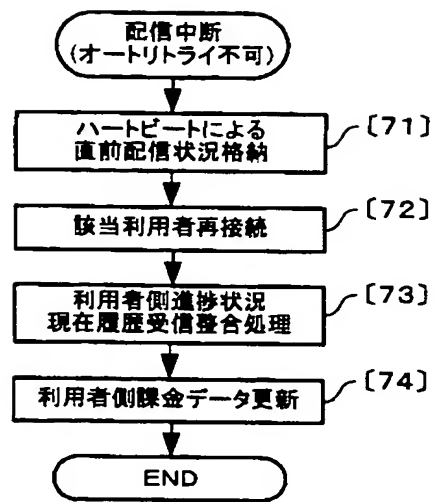 配信中断
(オートリトライ不可)
ハートビートによる
直前配信状況格納
〔71〕
該当利用者再接続
〔72〕
利用者側進捗状況
現在履歴受信整合処理
〔73〕
利用者側課金データ更新
〔74〕
END